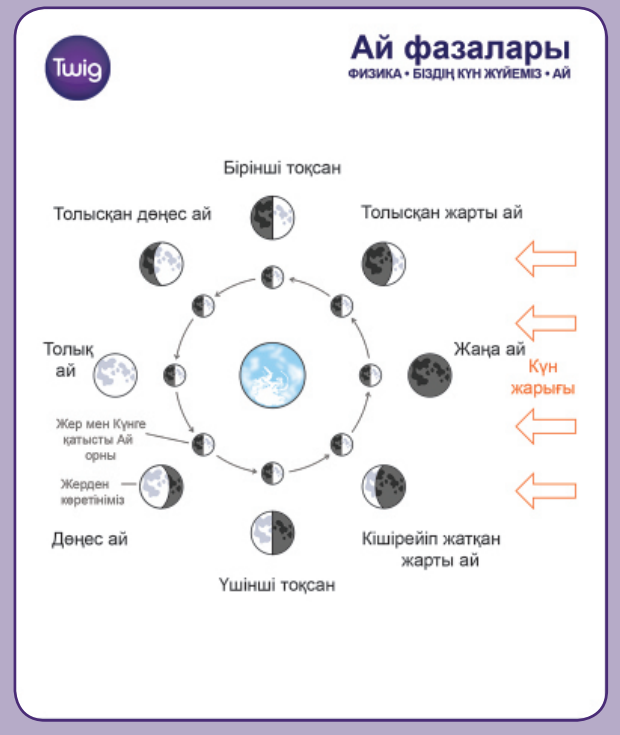 Twig
Ай фазалары
ФИЗИКА • БІЗДІҢ КҮН ЖҮЙЕМІЗ • АЙ
Бірінші тоқсан
Толысқан дөңес ай
Толысқан жарты ай
Толық
ай
Жаңа ай
Күн
жарығы
Жер мен Күнге
қатысты Ай
орны
Жерден
көретініміз
Дөңес ай
Кішірейіп жатқан
жарты ай
Үшінші тоқсан